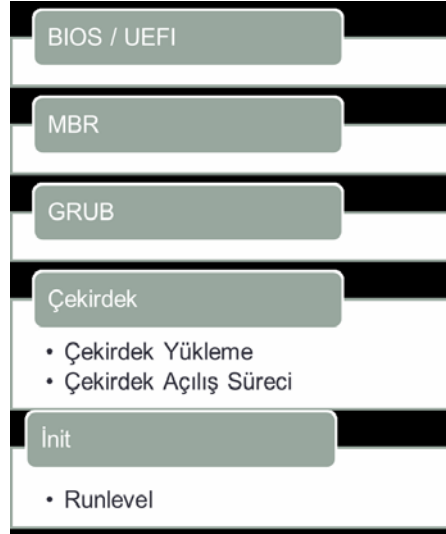 BIOS / UEFI
MBR
GRUB
Çekirdek
• Çekirdek Yükleme
• Çekirdek Açılış Süreci
İnit
• Runlevel